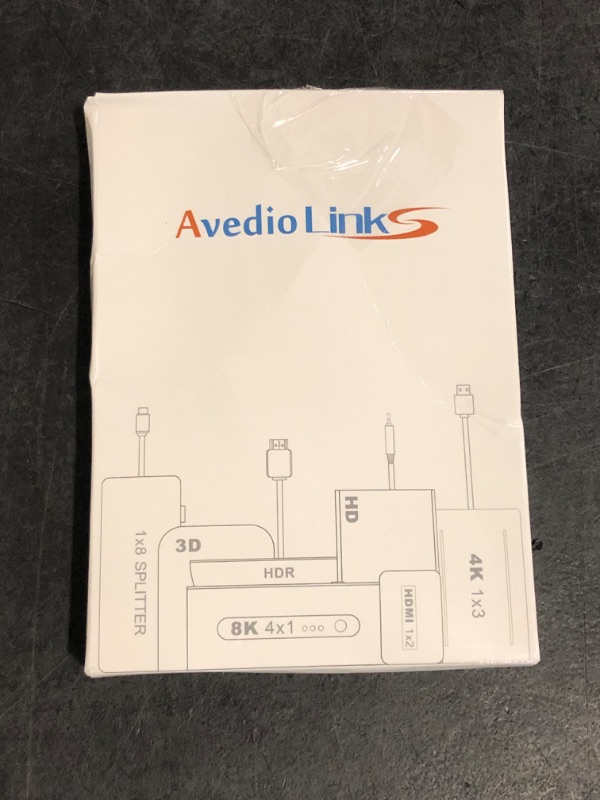 Avedio Links
1x8 SPLITTER
3D
HDR
HD
8K 4x1
HDMI 1x2
4K 1x3